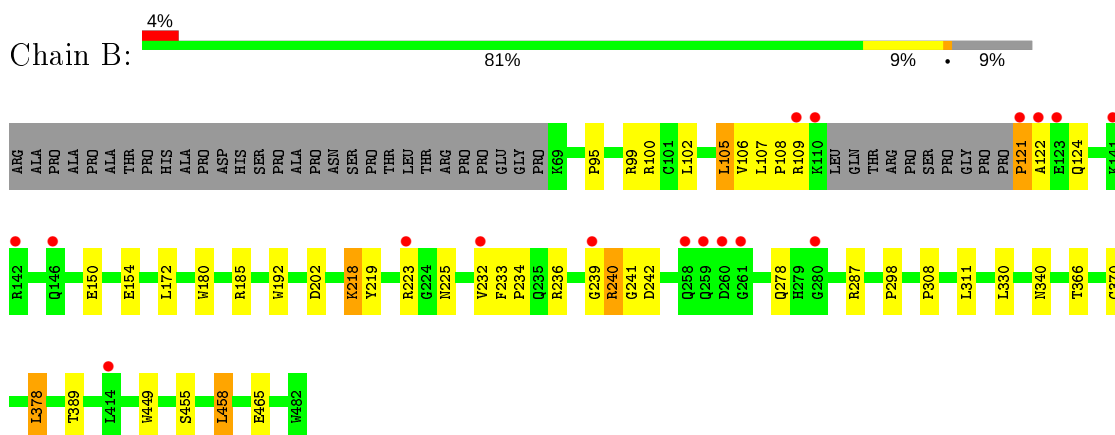 4%
Chain B:
81% 9% • 9%
ARG ALA PRO ALA PRO ALA THR PRO HIS ALA PRO ASP HIS SER PRO ALA PRO ASN SER PRO THR LEU THR ARG PRO PRO GLU GLY PRO K69 P95 R99 R100 C101 L102 L105 V106 L107 P108 R109 K110 LEU GLN THR ARG PRO SER PRO GLY PRO PRO P121 A122 E123 Q124 K141
R142 Q146 E150 E154 L172 W180 R185 W192 D202 K218 Y219 R223 G224 N225 V232 F233 P234 Q235 R236 G239 R240 G241 D242 Q258 Q259 D260 G261 Q278 H279 G280 R287 P298 P308 L311 L330 N340 T366 G370
L378 T389 L414 W449 S455 L458 E465 W482